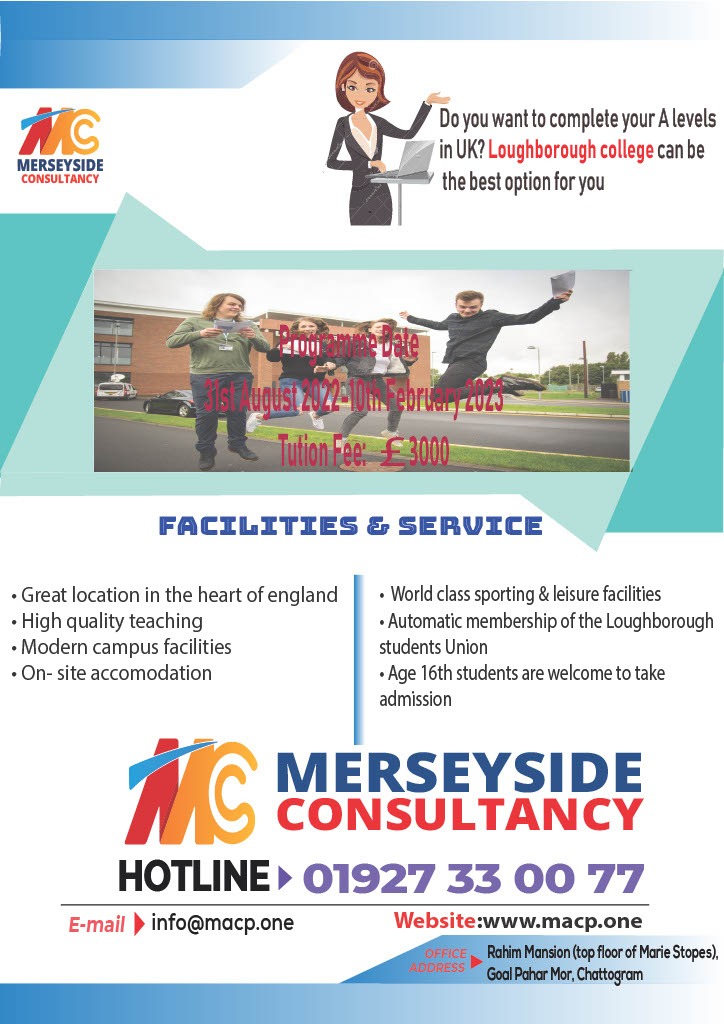 MC
MERSEYSIDE
CONSULTANCY
Do you want to complete your A levels
in UK? Loughborough college can be
the best option for you
Programme Date
31st August 2022-10th February 2023
Tution Fee: £ 3000
FACILITIES & SERVICE
• Great location in the heart of england
• High quality teaching
• Modern campus facilities
• On- site accomodation
• World class sporting & leisure facilities
• Automatic membership of the Loughborough
students Union
• Age 16th students are welcome to take
admission
MC
MERSEYSIDE
CONSULTANCY
HOTLINE 01927 33 00 77
E-mail info@macp.one
Website:www.macp.one
OFFICE
ADDRESS
Rahim Mansion (top floor of Marie Stopes),
Goal Pahar Mor, Chattogram